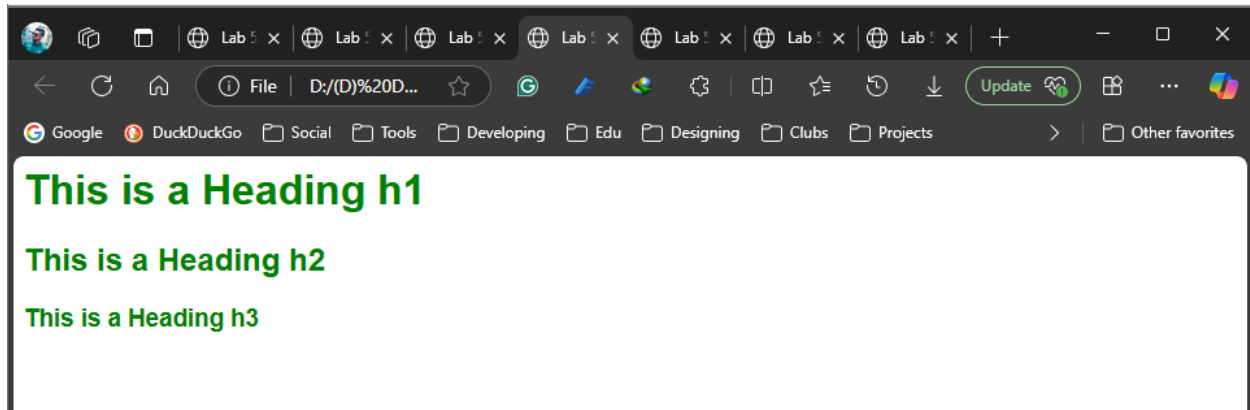 Lab 5 Lab 5 Lab 5 Lab 5 Lab 5 Lab 5 Lab 5
File D:/(D)%20D... Update
Google DuckDuckGo Social Tools Developing Edu Designing Clubs Projects Other favorites
This is a Heading h1
This is a Heading h2
This is a Heading h3